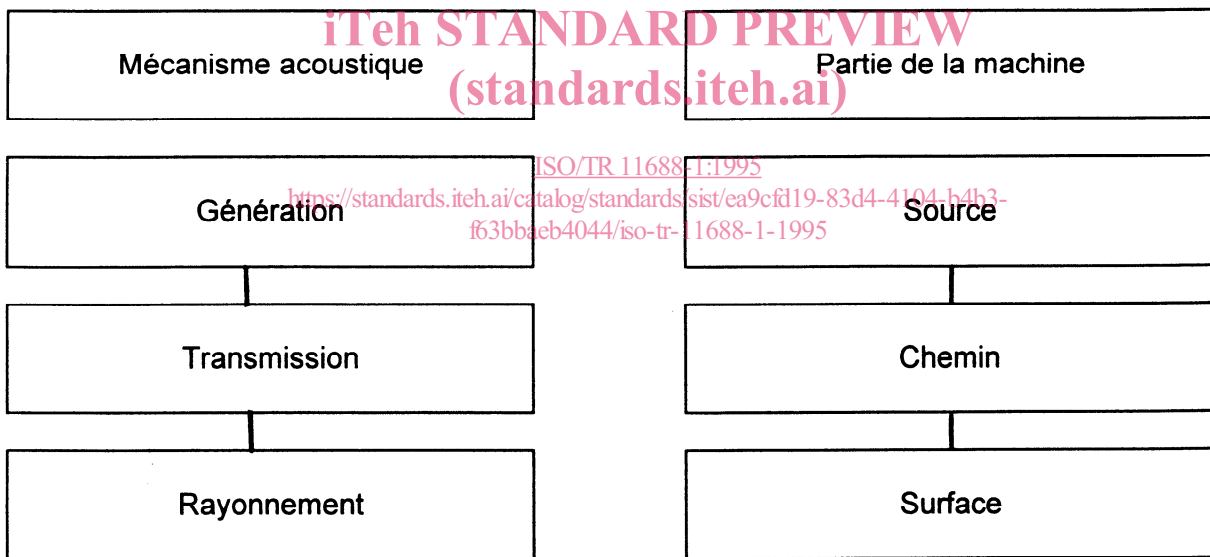 iTeh STANDARD PREVIEW
(standards.iteh.ai)
Mécanisme acoustique
Partie de la machine
ISO/TR 11688-1:1995
https://standards.iteh.ai/catalog/standards/sist/ea9cfd19-83d4-4104-b4b3-
f63bbaeb4044/iso-tr-11688-1-1995
Génération
Source
Transmission
Chemin
Rayonnement
Surface